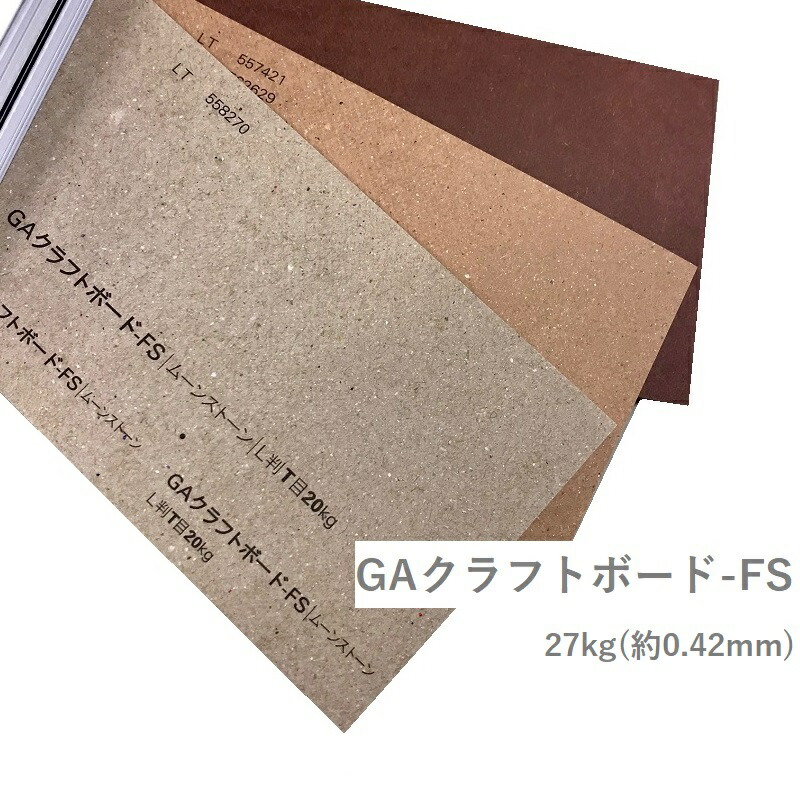 LT 557421
LT 558270
GAクラフトボード-FS|ムーンストーン|L判T目20kg
フトボード-FS|ムーンストーン
GAクラフトボード-FS|ムーンストーン
L判T目20kg
GAクラフトボード-FS
27kg(約0.42mm)